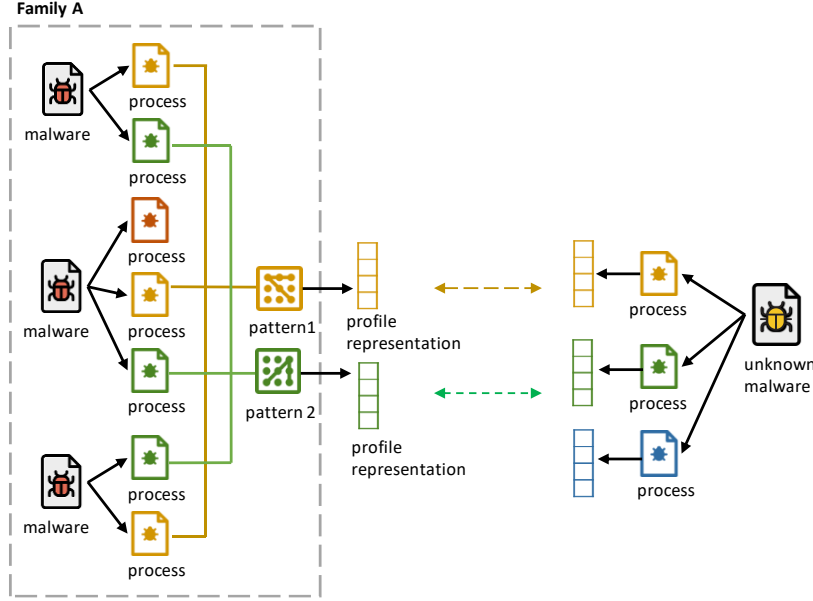 Family A
malware
process
process
malware
process
process
process
malware
process
process
pattern1
pattern 2
profile
representation
profile
representation
process
process
process
unknown
malware